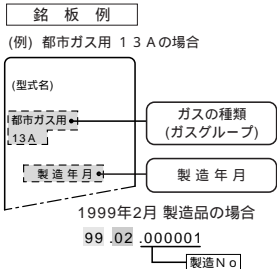 銘板例
(例) 都市ガス用 13Aの場合
(型式名)
都市ガス用
13A
ガスの種類
(ガスグループ)
製造年月
製造年月
1999年2月 製造品の場合
99.02.000001
製造No